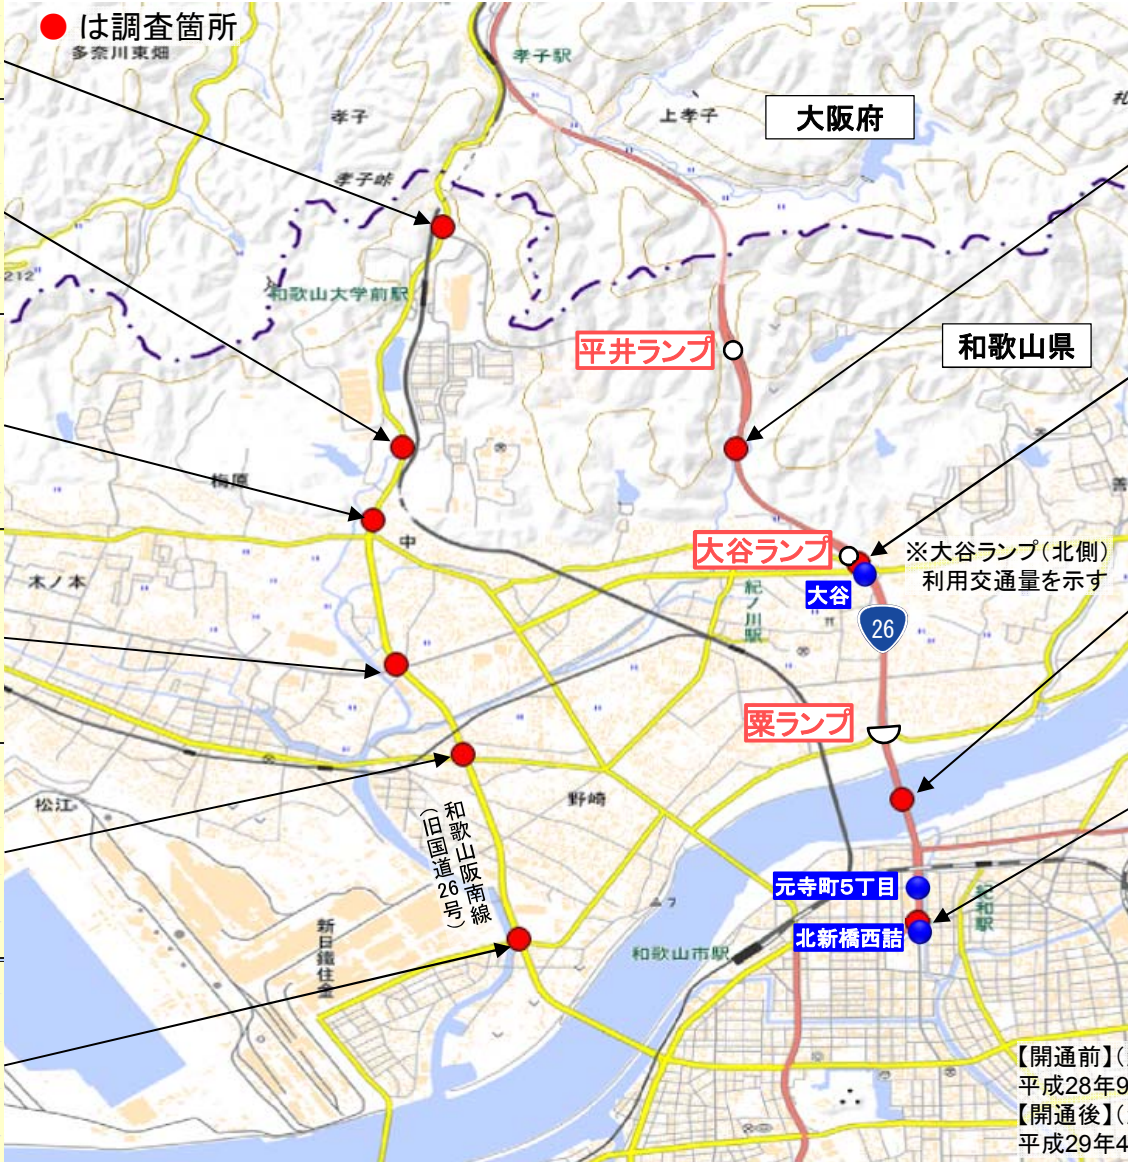 ● は調査箇所
多奈川東畑
孝子駅
孝子
上孝子
大阪府
札
孝子峠
212
和歌山大学前駅
平井ランプ
和歌山県
梅原
善
中
大谷ランプ
※大谷ランプ(北側)
利用交通量を示す
木ノ本
大谷
紀ノ川駅
26
粟ランプ
松江
野崎
和歌山阪南線
(旧国道26号)
元寺町5丁目
7
紀和駅
新日鐵住金
和歌山市駅
北新橋西詰
【開通前】(
平成28年9
【開通後】(
平成29年4